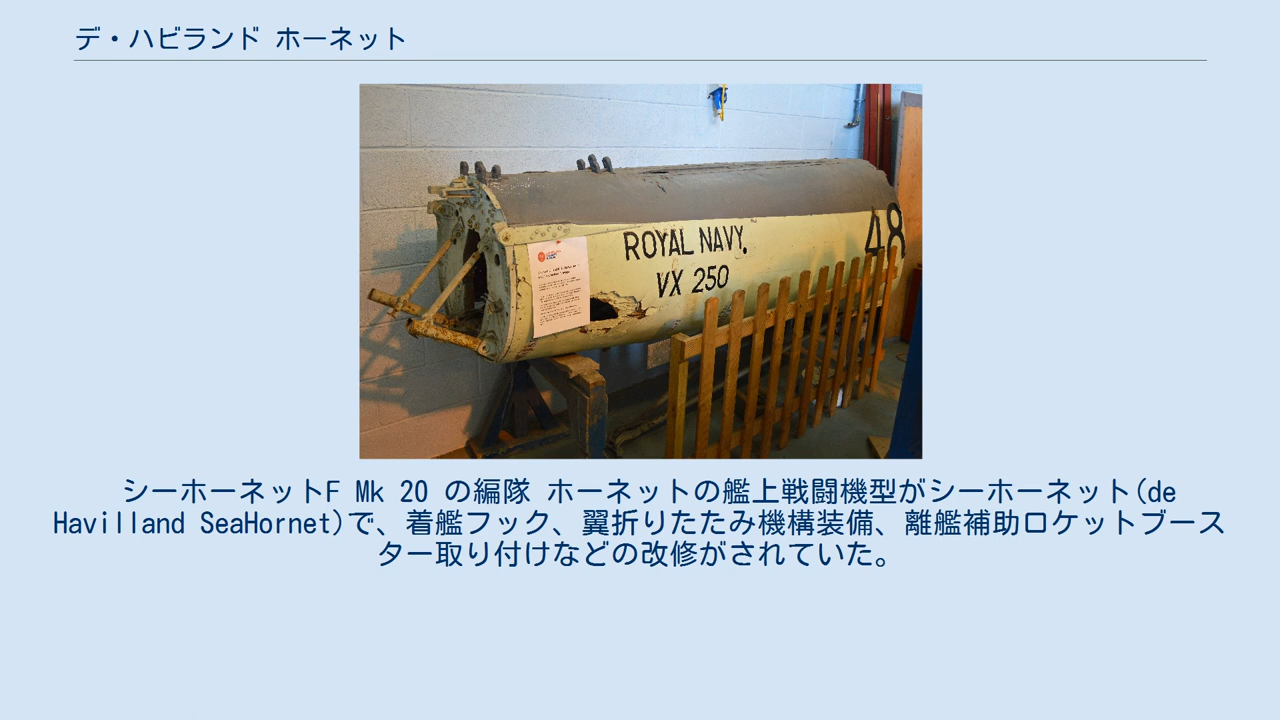 デ・ハビランド ホーネット
ROYAL NAVY.
VX 250
48
シーホーネットF Mk 20 の編隊 ホーネットの艦上戦闘機型がシーホーネット(de
Havilland SeaHornet)で、着艦フック、翼折りたたみ機構装備、離艦補助ロケットブース
ター取り付けなどの改修がされていた。